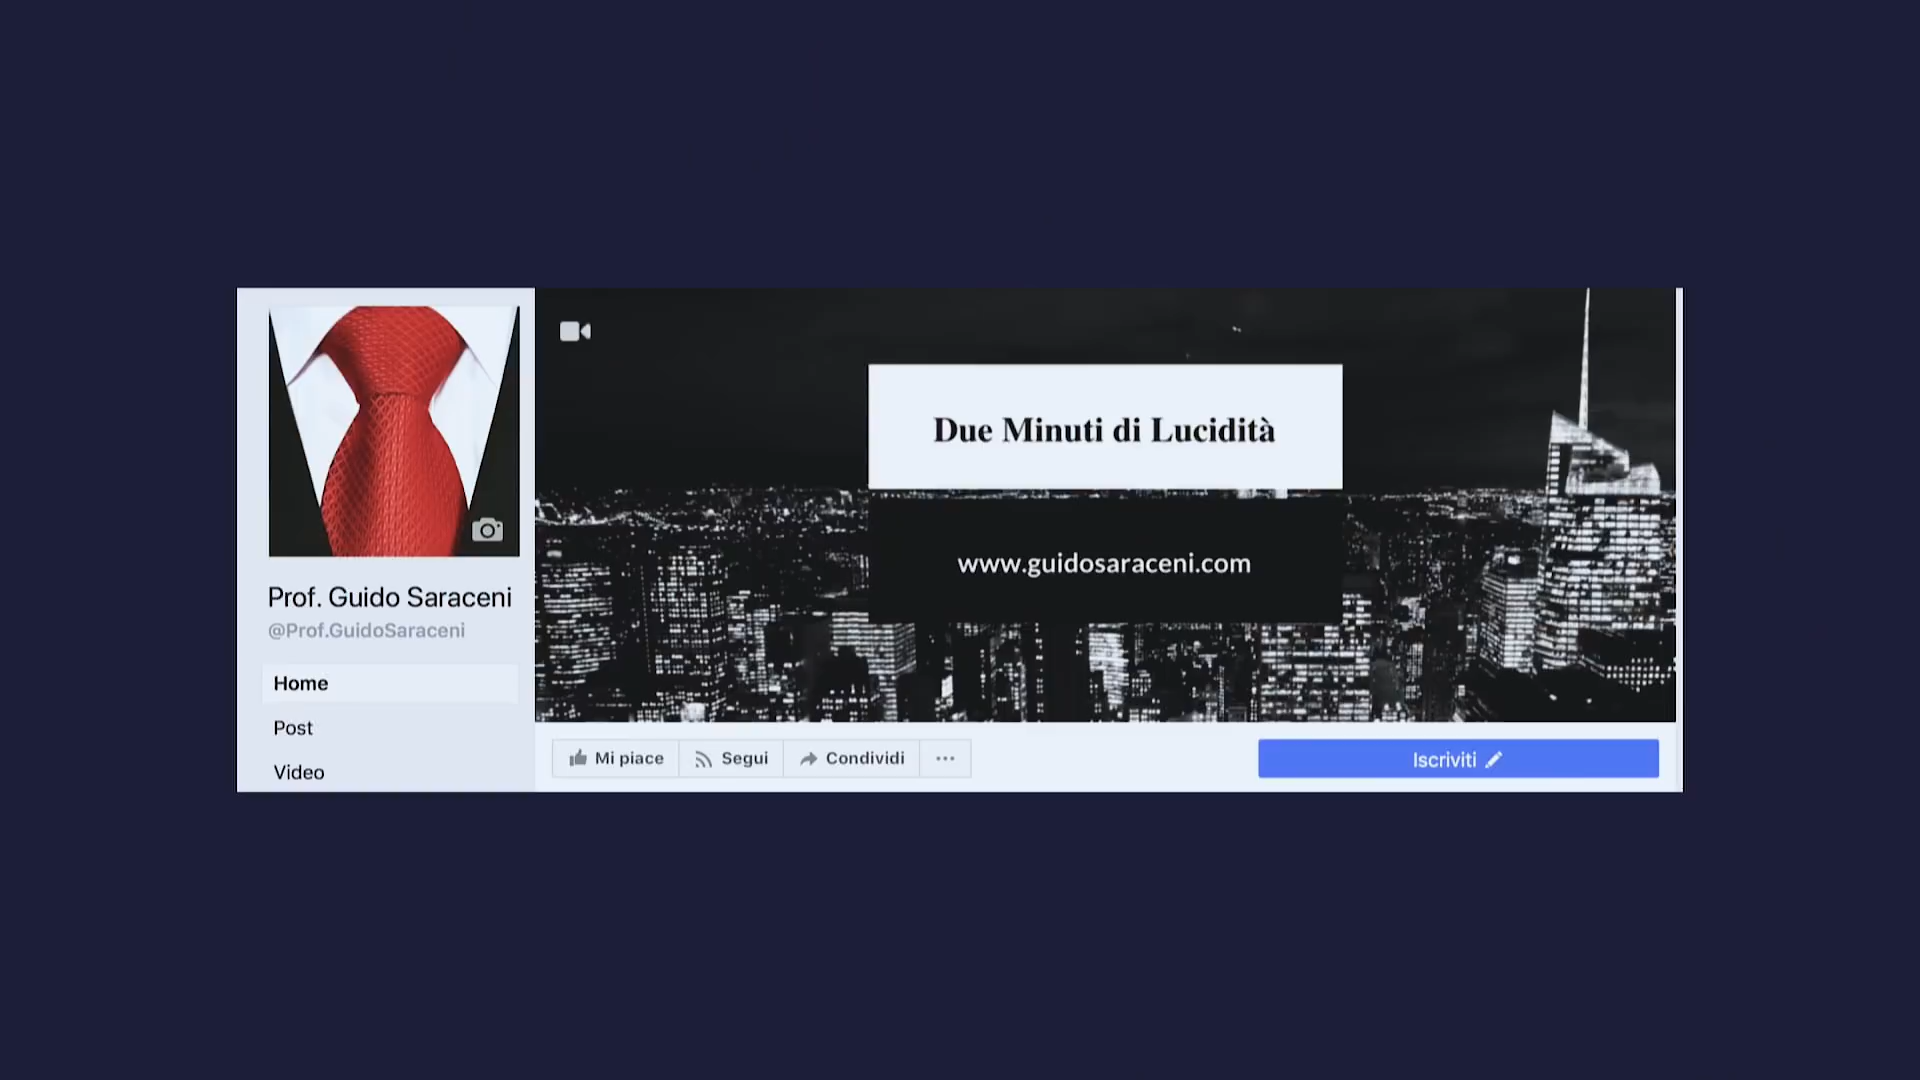 Prof. Guido Saraceni
@Prof.GuidoSaraceni
Home
Post
Video
Due Minuti di Lucidità
www.guidosaraceni.com
Mi piace
Segui
Condividi
Iscriviti